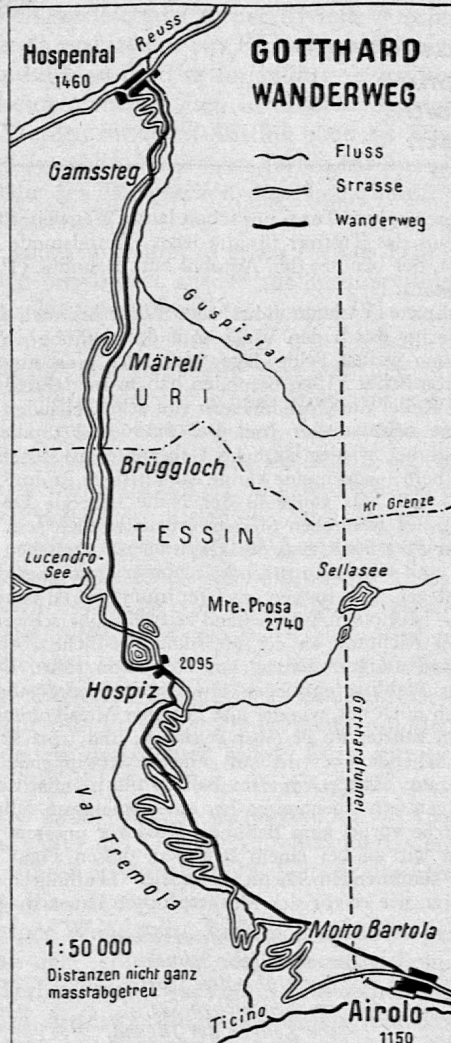 GOTTHARD
WANDERWEG
Fluss
Strasse
Wanderweg
Reuss
Hospental
1460
Gamssteg
Guspistal
Mätteli
URI
Brüggloch
Kt Grenze
TESSIN
Lucendro-
See
Sellasee
Mte. Prosa
2740
2095
Hospiz
Gotthardtunnel
Val Tremola
Motto Bartola
1:50 000
Distanzen nicht ganz
masstabgetreu
Ticino
Airolo
1150